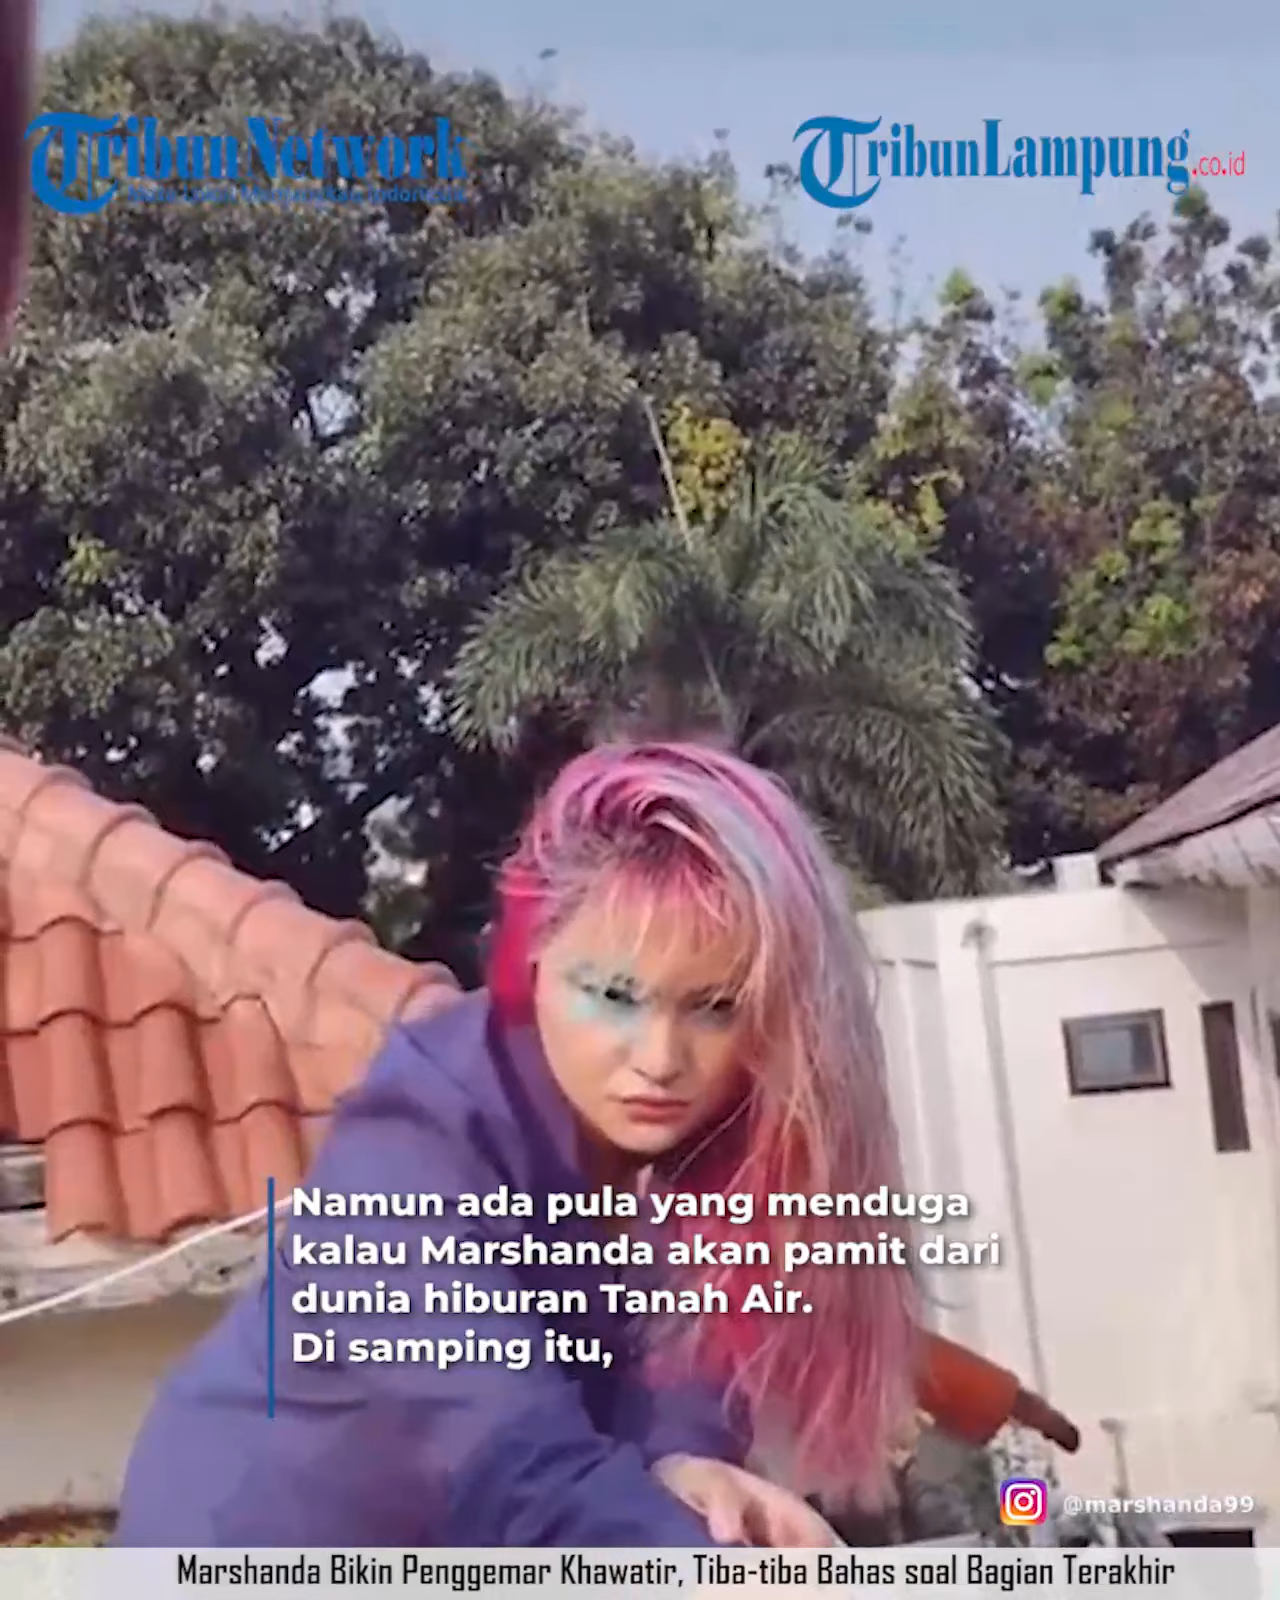 TribunNetwork
TribunLampung.co.id
Namun ada pula yang menduga
kalau Marshanda akan pamit dari
dunia hiburan Tanah Air.
Di samping itu,
@marshanda99
Marshanda Bikin Penggemar Khawatir, Tiba-tiba Bahas soal Bagian Terakhir